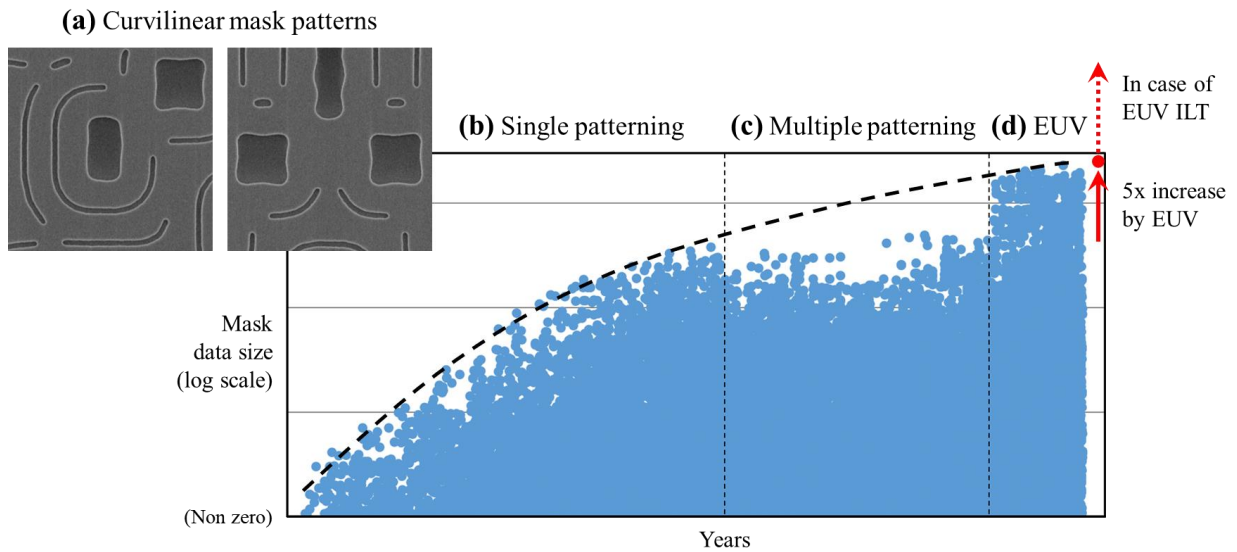 (a) Curvilinear mask patterns
(b) Single patterning
(c) Multiple patterning
(d) EUV
In case of
EUV ILT
5x increase
by EUV
Mask
data size
(log scale)
(Non zero)
Years